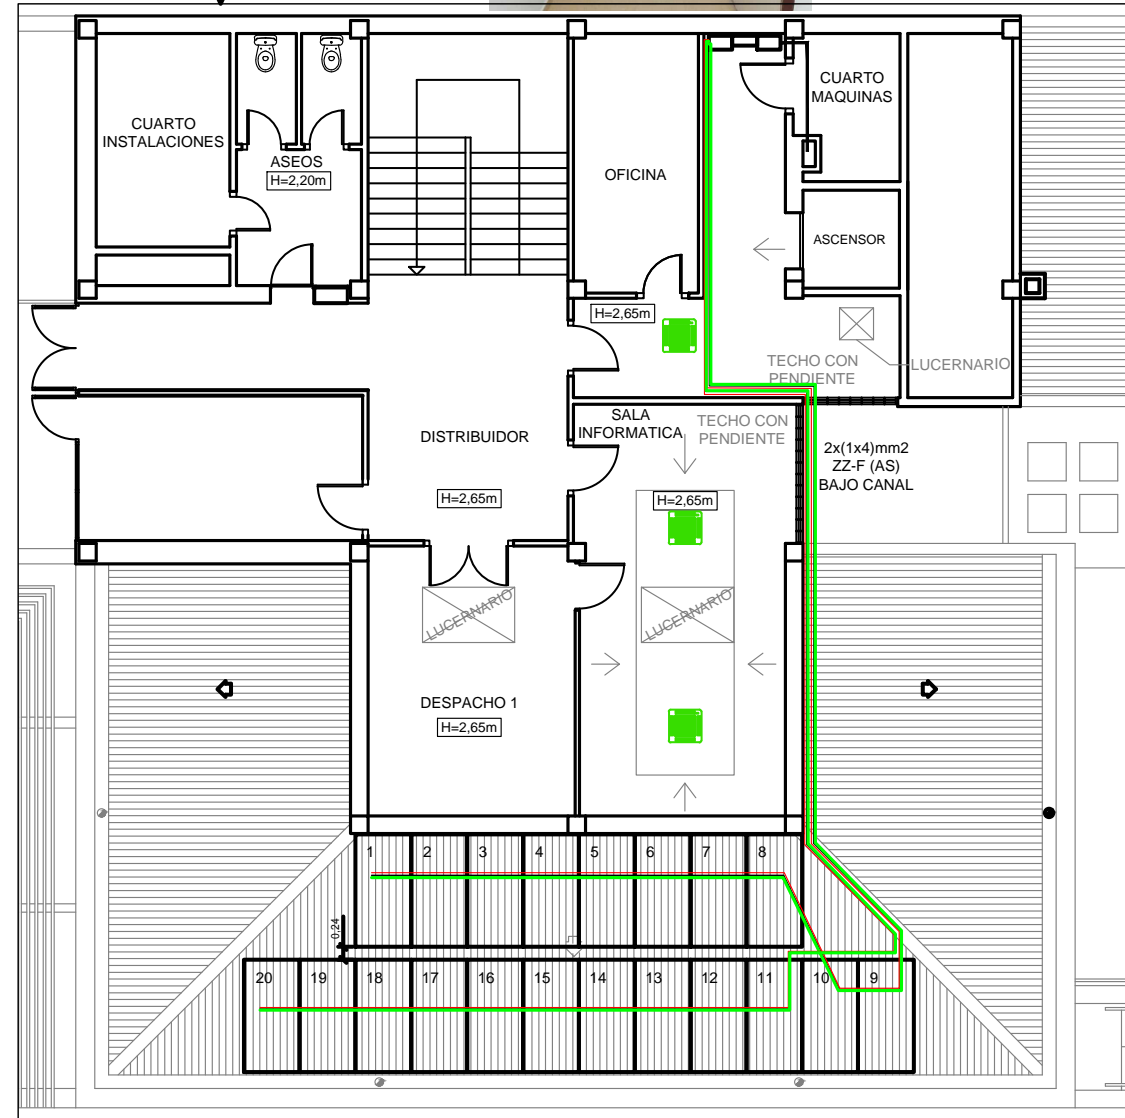 CUARTO
INSTALACIONES
ASEOS
H=2,20m
OFICINA
CUARTO
MAQUINAS
ASCENSOR
H=2,65m
TECHO CON
PENDIENTE
LUCERNARIO
DISTRIBUIDOR
H=2,65m
SALA
INFORMATICA
TECHO CON
PENDIENTE
H=2,65m
2x(1x4)mm2
ZZ-F (AS)
BAJO CANAL
LUCERNARIO
LUCERNARIO
DESPACHO 1
H=2,65m
1 2 3 4 5 6 7 8
0,24
20 19 18 17 16 15 14 13 12 11 10 9